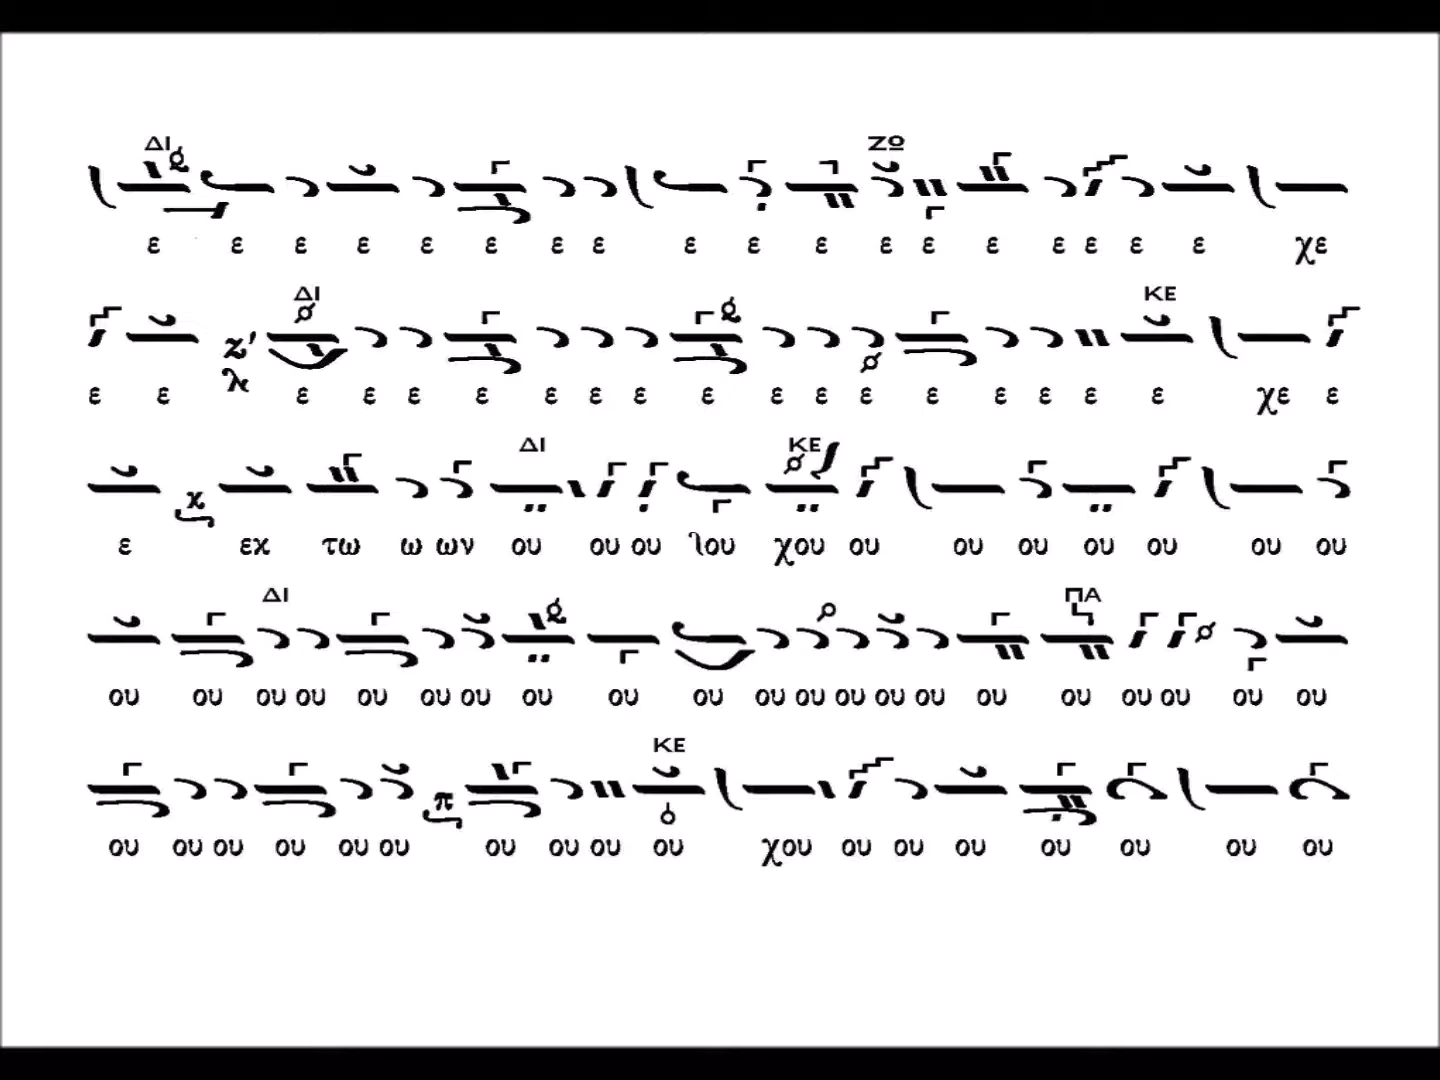 ΔΙ ΖΩ
ε ε ε ε ε ε ε ε ε ε ε ε ε ε ε ε ε ε χε
ΔΙ ΚΕ
ε ε ε ε ε ε ε ε ε ε ε ε ε ε ε ε ε χε ε
ΔΙ ΚΕ
ε εκ τω ω ων ου ου ου ου χου ου ου ου ου ου ου ου
ΔΙ ΠΑ
ου ου ου ου ου ου ου ου ου ου ου ου ου ου ου ου ου ου ου ου ου
ΚΕ
ου ου ου ου ου ου ου ου ου ου χου ου ου ου ου ου ου ου